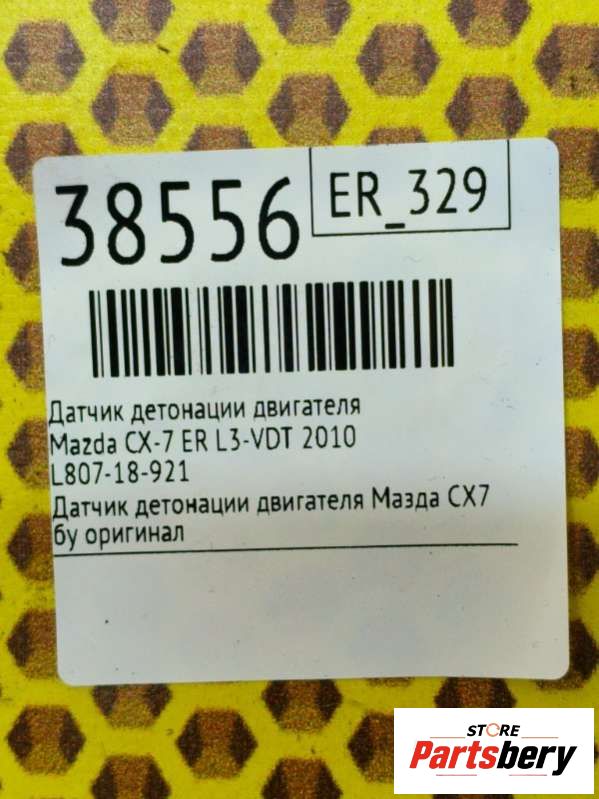 38556
ER_329
Датчик детонации двигателя
Mazda CX-7 ER L3-VDT 2010
L807-18-921
Датчик детонации двигателя Мазда CX7
бу оригинал
STORE
Partsbery